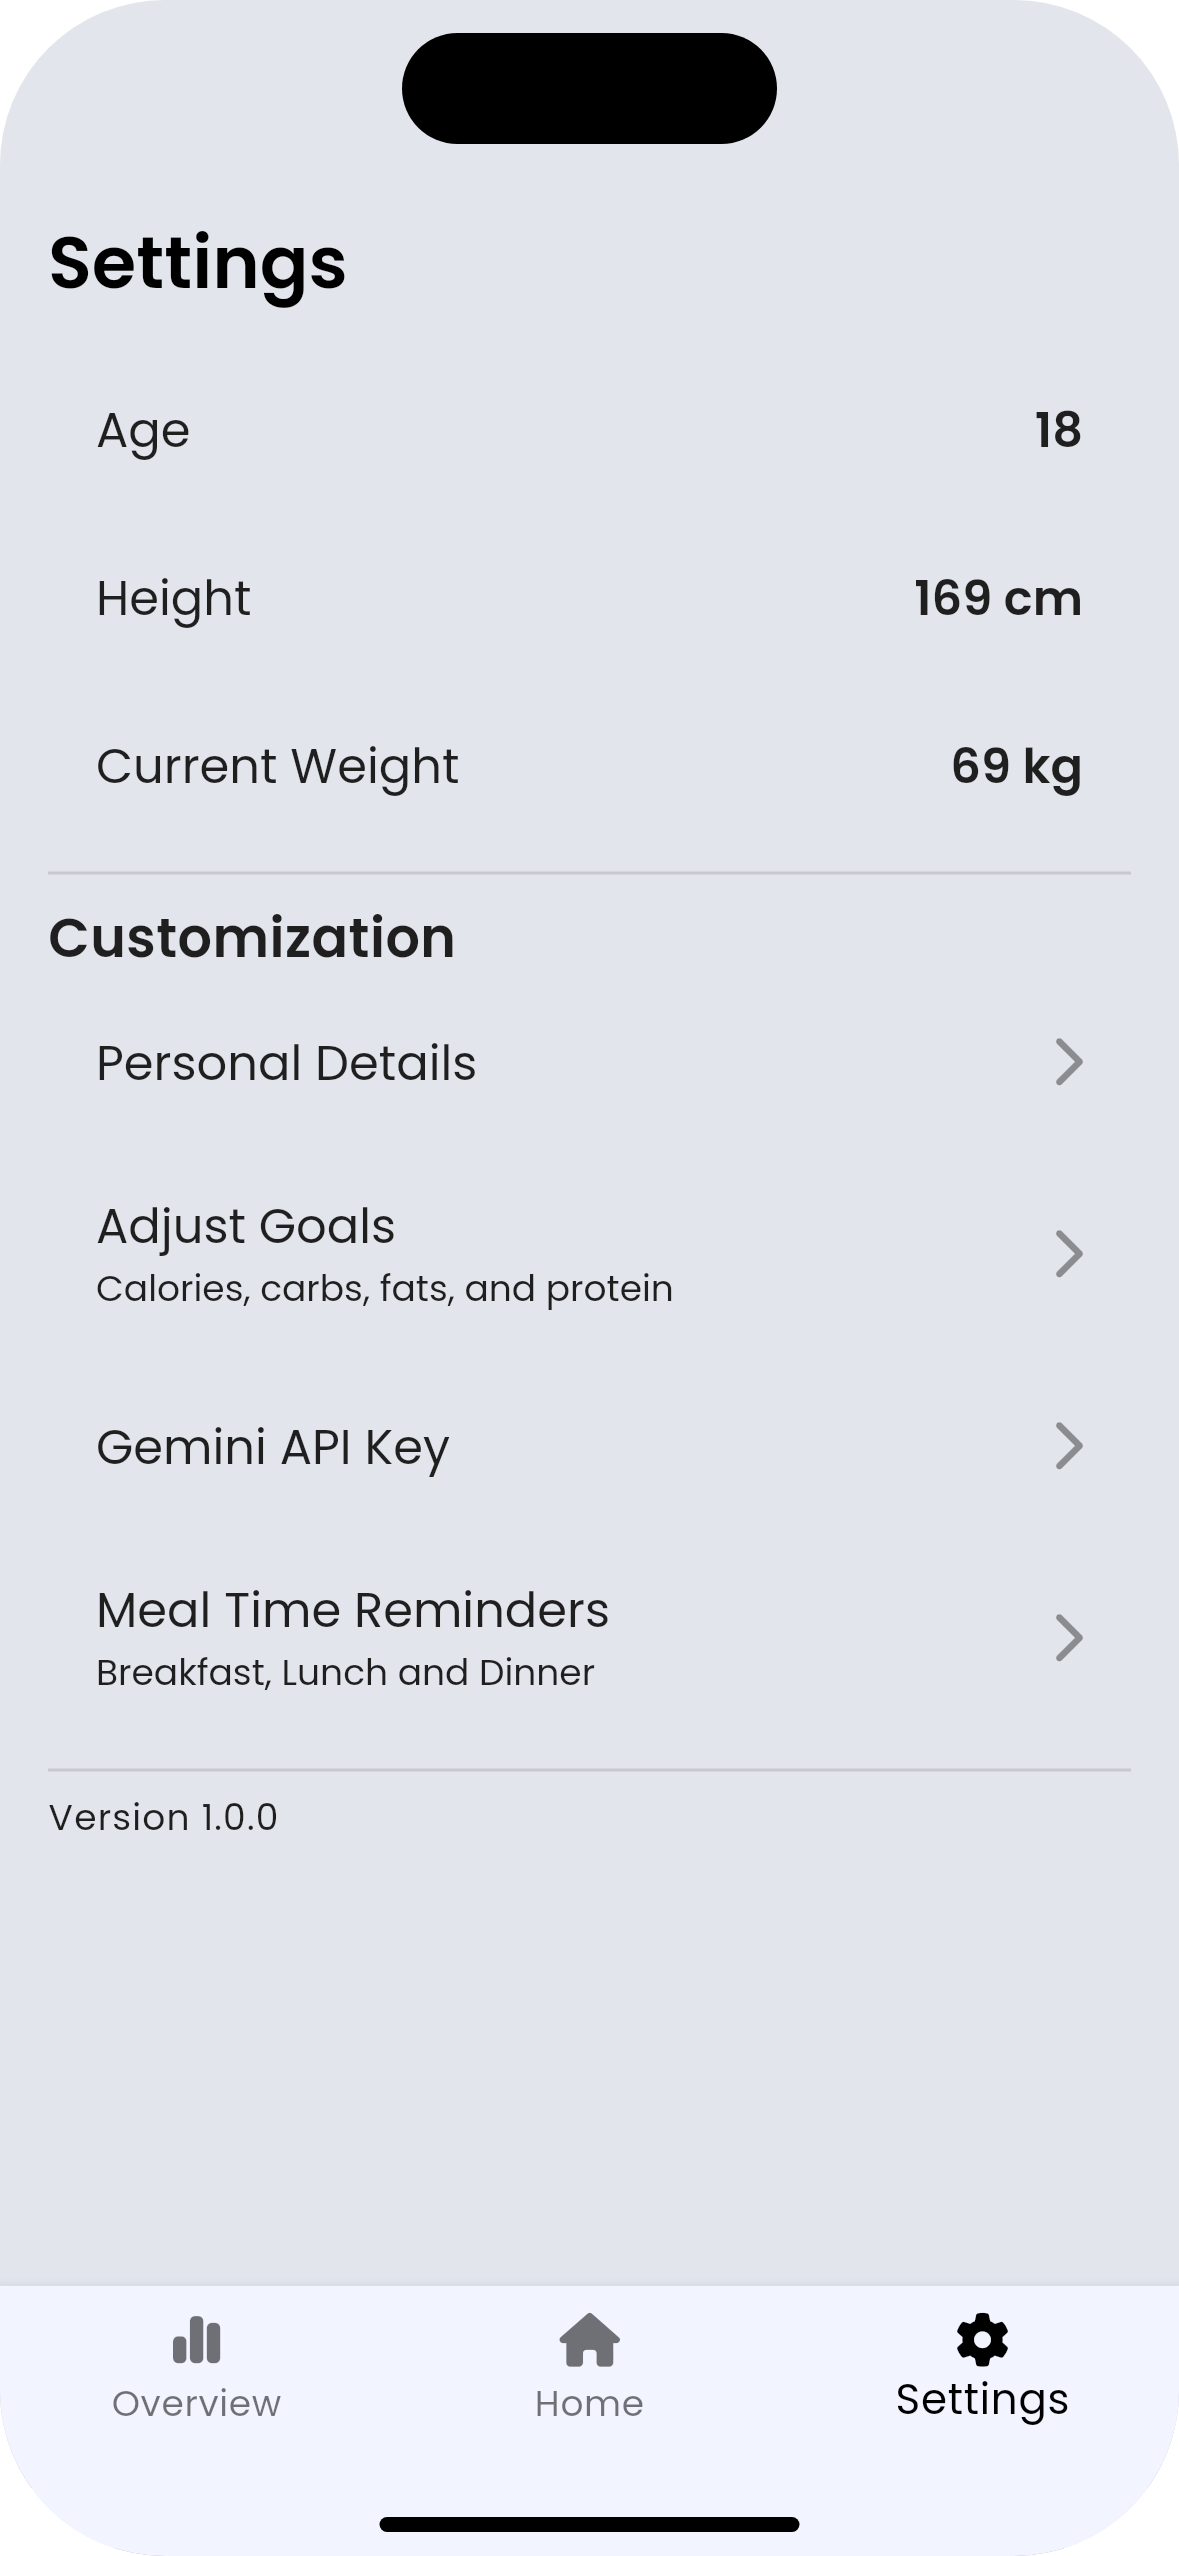 Settings
Age 18
Height 169 cm
Current Weight 69 kg
Customization
Personal Details
Adjust Goals
Calories, carbs, fats, and protein
Gemini API Key
Meal Time Reminders
Breakfast, Lunch and Dinner
Version 1.0.0
Overview Home Settings